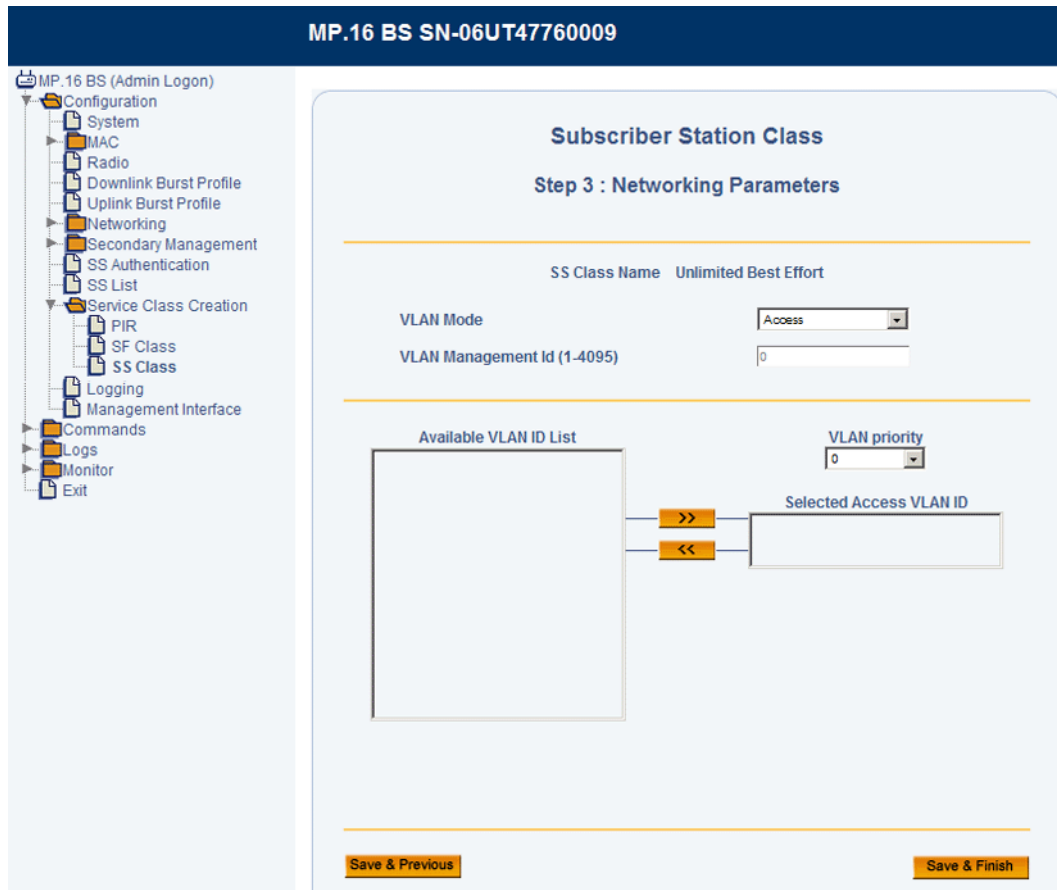 MP.16 BS SN-06UT47760009
MP.16 BS (Admin Logon)
Configuration
System
MAC
Radio
Downlink Burst Profile
Uplink Burst Profile
Networking
Secondary Management
SS Authentication
SS List
Service Class Creation
PIR
SF Class
SS Class
Logging
Management Interface
Commands
Logs
Monitor
Exit
Subscriber Station Class
Step 3 : Networking Parameters
SS Class Name Unlimited Best Effort
VLAN Mode Access
VLAN Management Id (1-4095) 0
Available VLAN ID List
VLAN priority
0
Selected Access VLAN ID
>>
<<
Save & Previous
Save & Finish